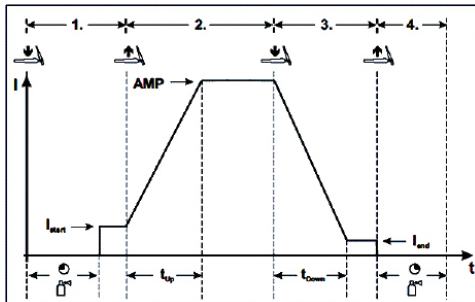 1. 2. 3. 4.
I
AMP
Istart
Iend
t
tUp
tDown